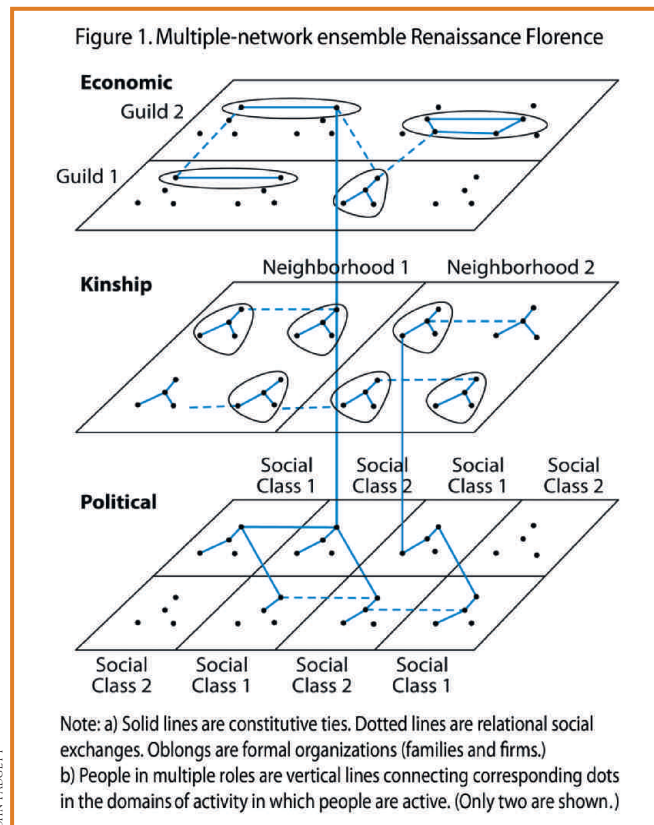 Figure 1. Multiple-network ensemble Renaissance Florence
Economic
Guild 2
Guild 1
Neighborhood 1 Neighborhood 2
Kinship
Social Class 1
Social Class 2
Social Class 1
Social Class 2
Political
Social Class 2
Social Class 1
Social Class 2
Social Class 1
Note: a) Solid lines are constitutive ties. Dotted lines are relational social
exchanges. Oblongs are formal organizations (families and firms.)
b) People in multiple roles are vertical lines connecting corresponding dots
in the domains of activity in which people are active. (Only two are shown.)